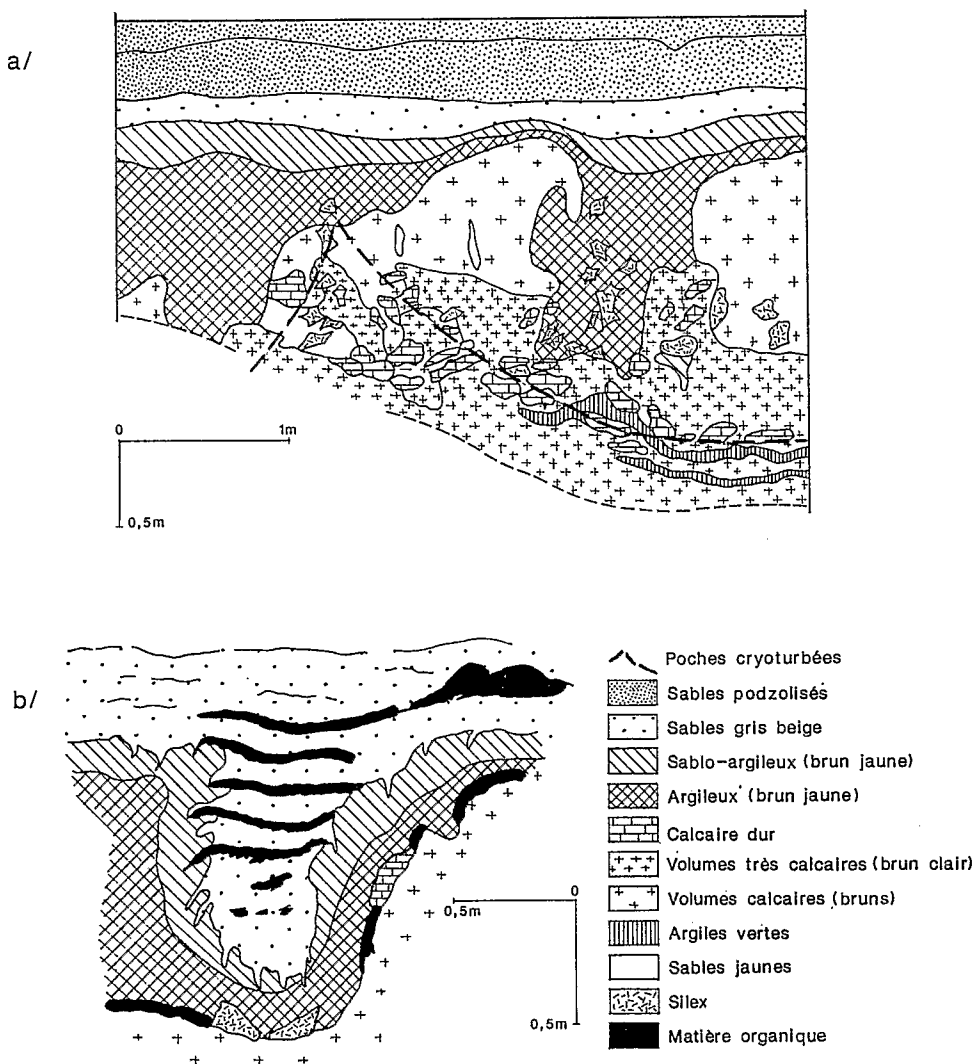 a/
0
1m
0,5m
b/
0
0,5m
0,5m
Poches cryoturbées
Sables podzolisés
Sables gris beige
Sablo-argileux (brun jaune)
Argileux (brun jaune)
Calcaire dur
Volumes très calcaires (brun clair)
Volumes calcaires (bruns)
Argiles vertes
Sables jaunes
Silex
Matière organique